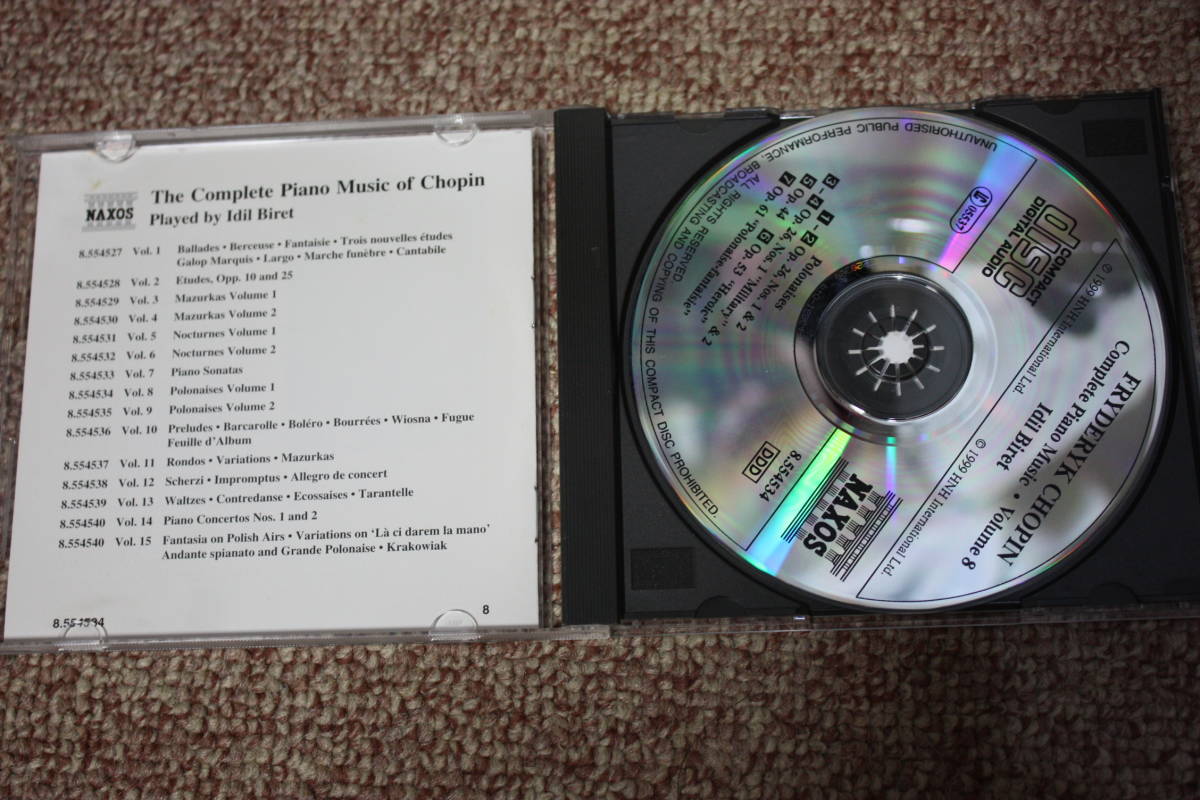 NAXOS
The Complete Piano Music of Chopin
Played by Idil Biret
8.554527 Vol. 1 Ballades • Berceuse • Fantaisie • Trois nouvelles études
Galop Marquis • Largo • Marche funèbre • Cantabile
8.554528 Vol. 2 Etudes, Opp. 10 and 25
8.554529 Vol. 3 Mazurkas Volume 1
8.554530 Vol. 4 Mazurkas Volume 2
8.554531 Vol. 5 Nocturnes Volume 1
8.554532 Vol. 6 Nocturnes Volume 2
8.554533 Vol. 7 Piano Sonatas
8.554534 Vol. 8 Polonaises Volume 1
8.554535 Vol. 9 Polonaises Volume 2
8.554536 Vol. 10 Preludes • Barcarolle • Boléro • Bourrées • Wiosna • Fugue
Feuille d'Album
8.554537 Vol. 11 Rondos • Variations • Mazurkas
8.554538 Vol. 12 Scherzi • Impromptus • Allegro de concert
8.554539 Vol. 13 Waltzes • Contredanse • Ecossaises • Tarantelle
8.554540 Vol. 14 Piano Concertos Nos. 1 and 2
8.554540 Vol. 15 Fantasia on Polish Airs • Variations on 'Là ci darem la mano'
Andante spianato and Grande Polonaise • Krakowiak
8.554534
8
FRYDERYK CHOPIN
Complete Piano Music • Volume 8
Idil Biret
℗ 1999 HNH International Ltd.
© 1999 HNH International Ltd.
COMPACT
disc
DIGITAL AUDIO
LC 05537
NAXOS
DDD
8.554534
Polonaises
1 - 2 Op. 26, Nos. 1 & 2
3 - 4 Op. 26, Nos. 1 "Military" & 2
5 Op. 44 6 Op. 53 "Heroic"
7 Op. 61 "Polonaise-fantaisie"
UNAUTHORISED PUBLIC PERFORMANCE, BROADCASTING AND COPYING OF THIS COMPACT DISC PROHIBITED.
ALL RIGHTS RESERVED